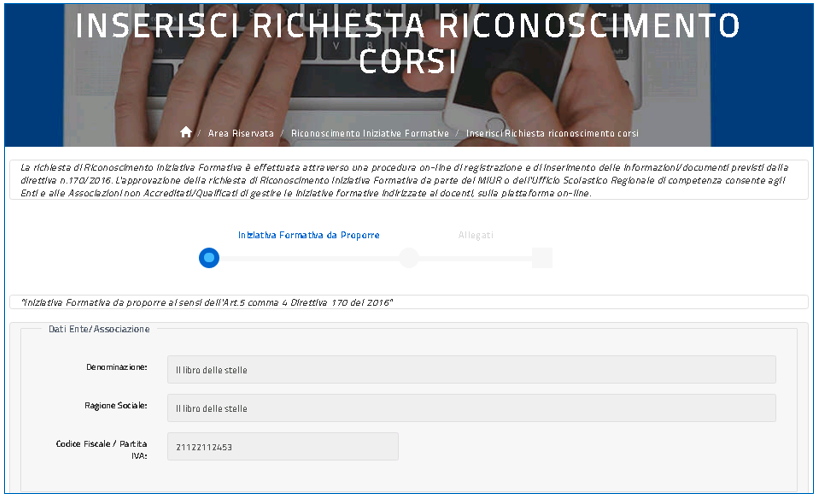 INSERISCI RICHIESTA RICONOSCIMENTO
CORSI
/ Area Riservata / Riconoscimento Iniziative Formative / Inserisci Richiesta riconoscimento corsi
La richiesta di Riconoscimento Iniziativa Formativa è effettuata attraverso una procedura on-line di registrazione e di inserimento delle informazioni/documenti previsti dalla
direttiva n.170/2016. L'approvazione della richiesta di Riconoscimento Iniziativa Formativa da parte del MIUR o dell'Ufficio Scolastico Regionale di competenza consente agli
Enti e alle Associazioni non Accreditati/Qualificati di gestire le iniziative formative indirizzate ai docenti, sulla piattaforma on-line.
Iniziativa Formativa da Proporre Allegati
"Iniziativa Formativa da proporre ai sensi dell'Art.5 comma 4 Direttiva 170 del 2016"
Dati Ente/Associazione
Denominazione: Il libro delle stelle
Ragione Sociale: Il libro delle stelle
Codice Fiscale / Partita
IVA: 21122112453